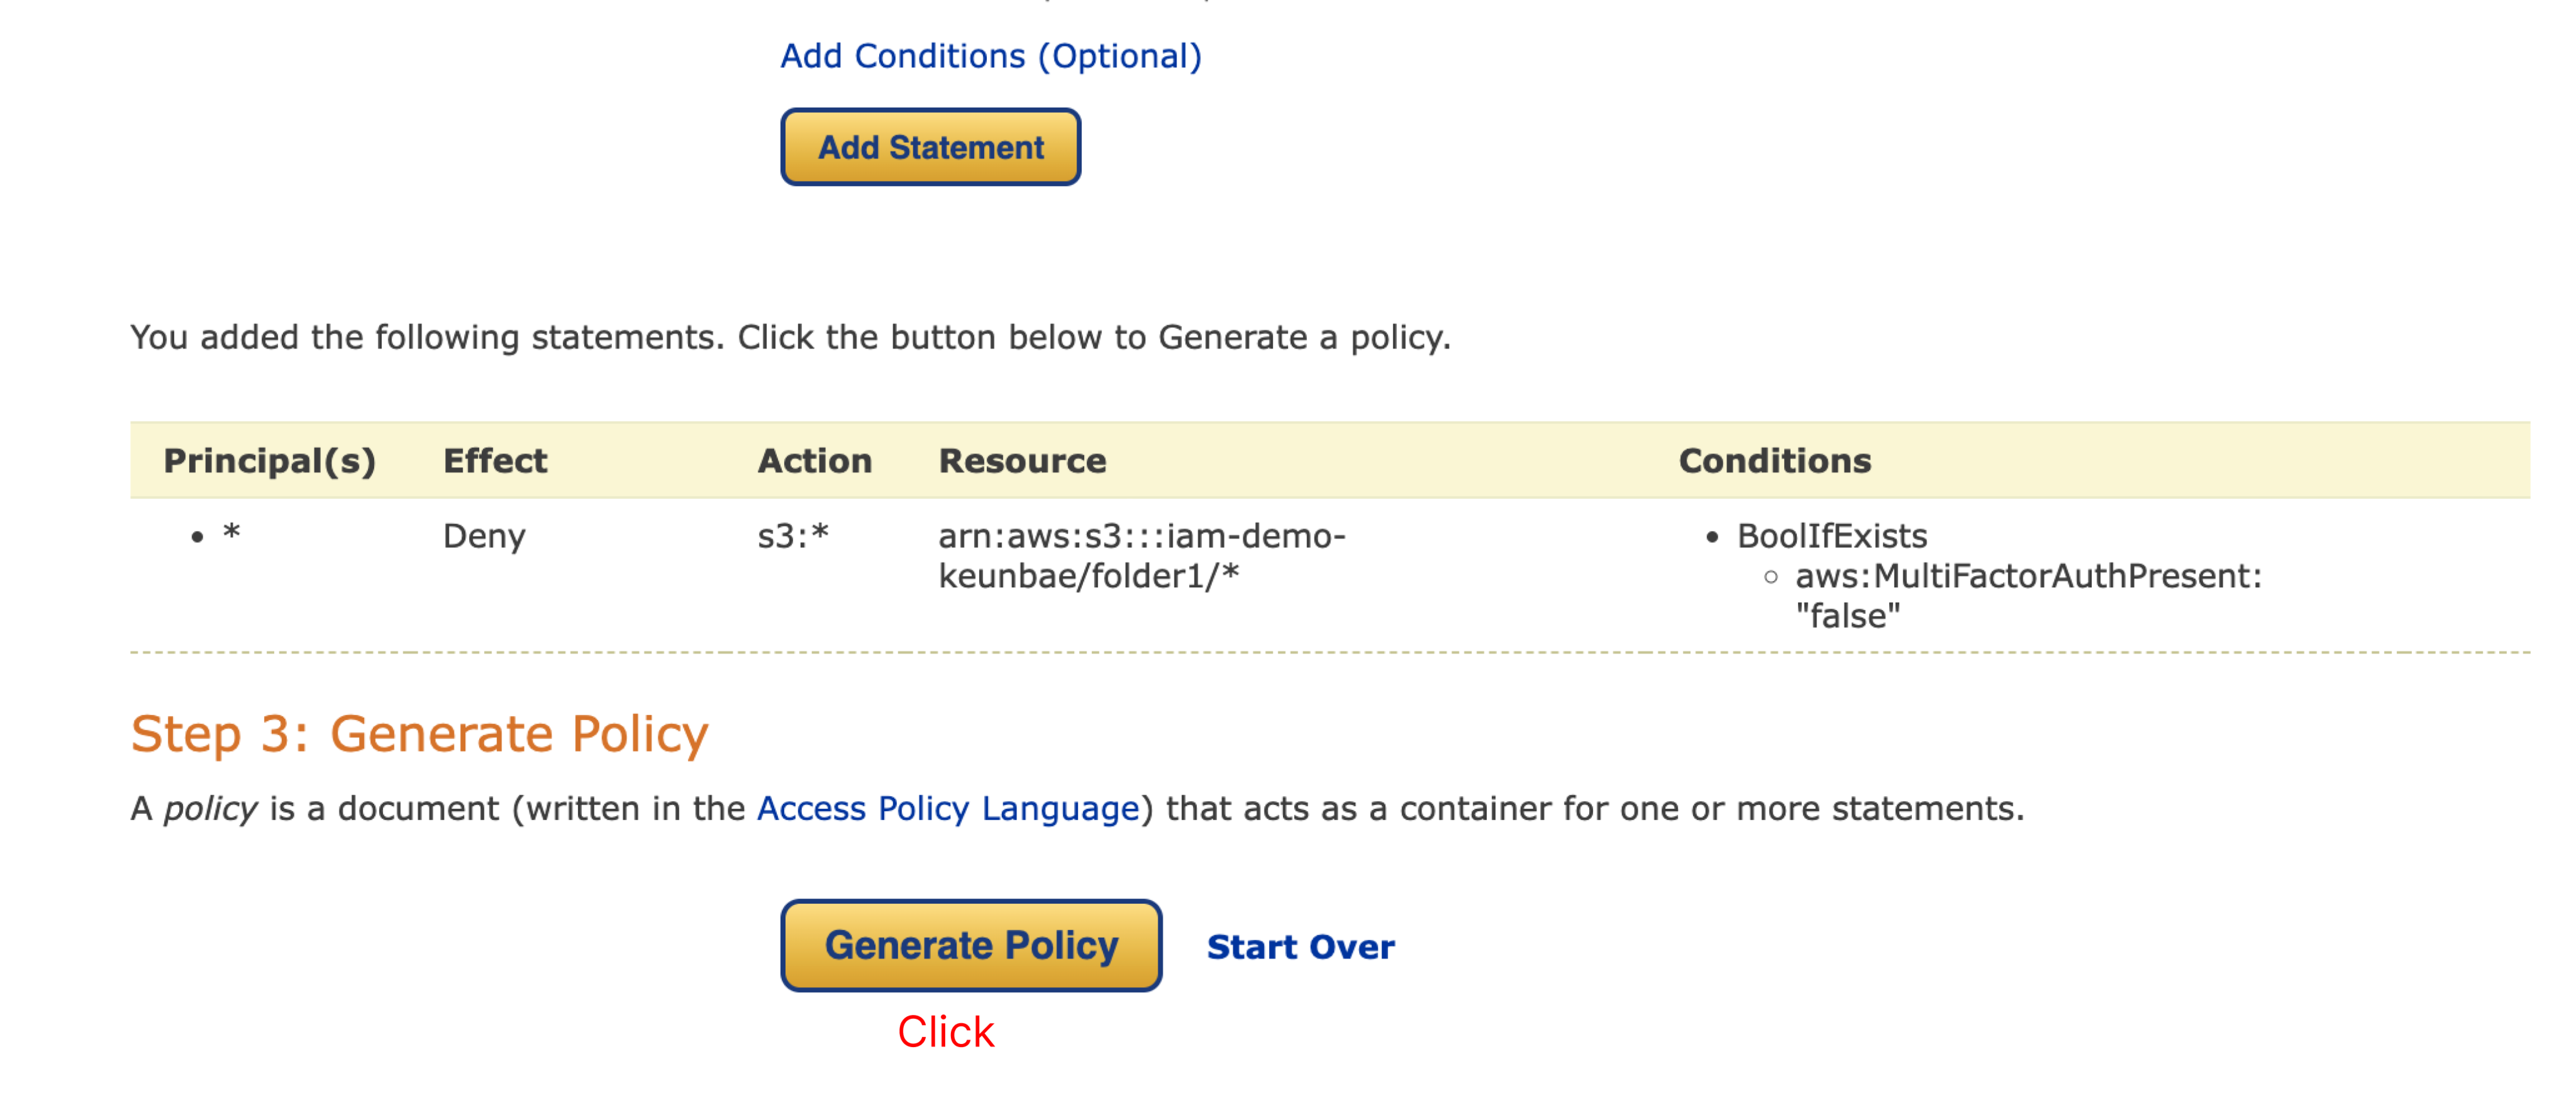 Add Conditions (Optional)
Add Statement
You added the following statements. Click the button below to Generate a policy.
Principal(s) Effect Action Resource Conditions
• * Deny s3:* arn:aws:s3:::iam-demo- • BoolIfExists
keunbae/folder1/* ○ aws:MultiFactorAuthPresent:
"false"
Step 3: Generate Policy
A policy is a document (written in the Access Policy Language) that acts as a container for one or more statements.
Generate Policy Start Over
Click